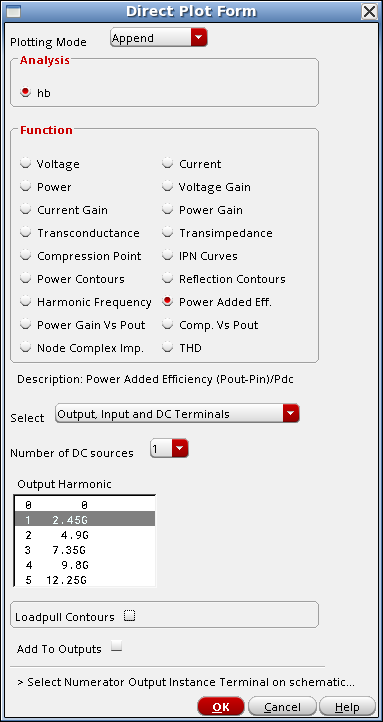 Direct Plot Form
Plotting Mode Append
Analysis
hb
Function
Voltage Current
Power Voltage Gain
Current Gain Power Gain
Transconductance Transimpedance
Compression Point IPN Curves
Power Contours Reflection Contours
Harmonic Frequency Power Added Eff.
Power Gain Vs Pout Comp. Vs Pout
Node Complex Imp. THD
Description: Power Added Efficiency (Pout-Pin)/Pdc
Select Output, Input and DC Terminals
Number of DC sources 1
Output Harmonic
0 0
1 2.45G
2 4.9G
3 7.35G
4 9.8G
5 12.25G
Loadpull Contours
Add To Outputs
> Select Numerator Output Instance Terminal on schematic...
OK Cancel Help